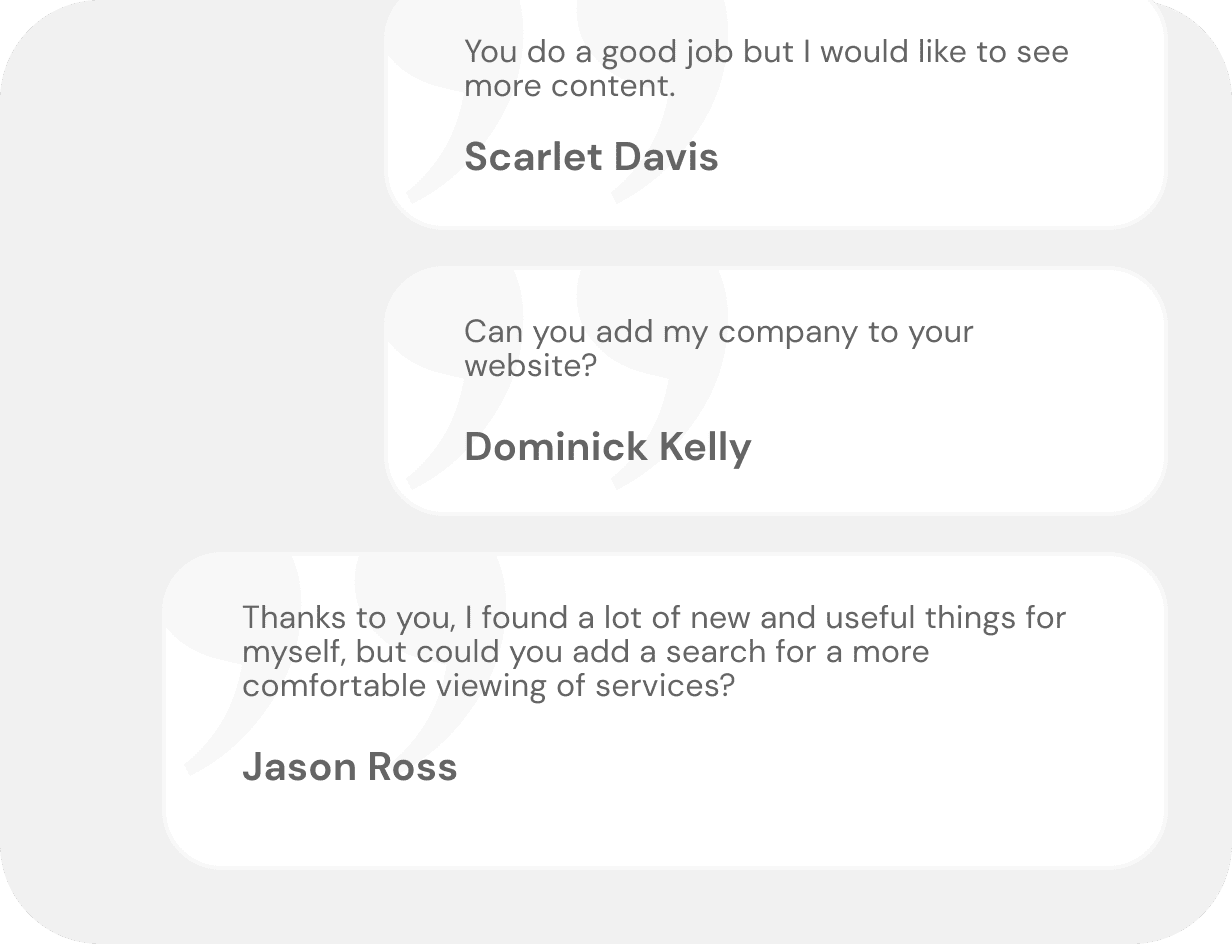 You do a good job but I would like to see
more content.
Scarlet Davis
Can you add my company to your
website?
Dominick Kelly
Thanks to you, I found a lot of new and useful things for
myself, but could you add a search for a more
comfortable viewing of services?
Jason Ross